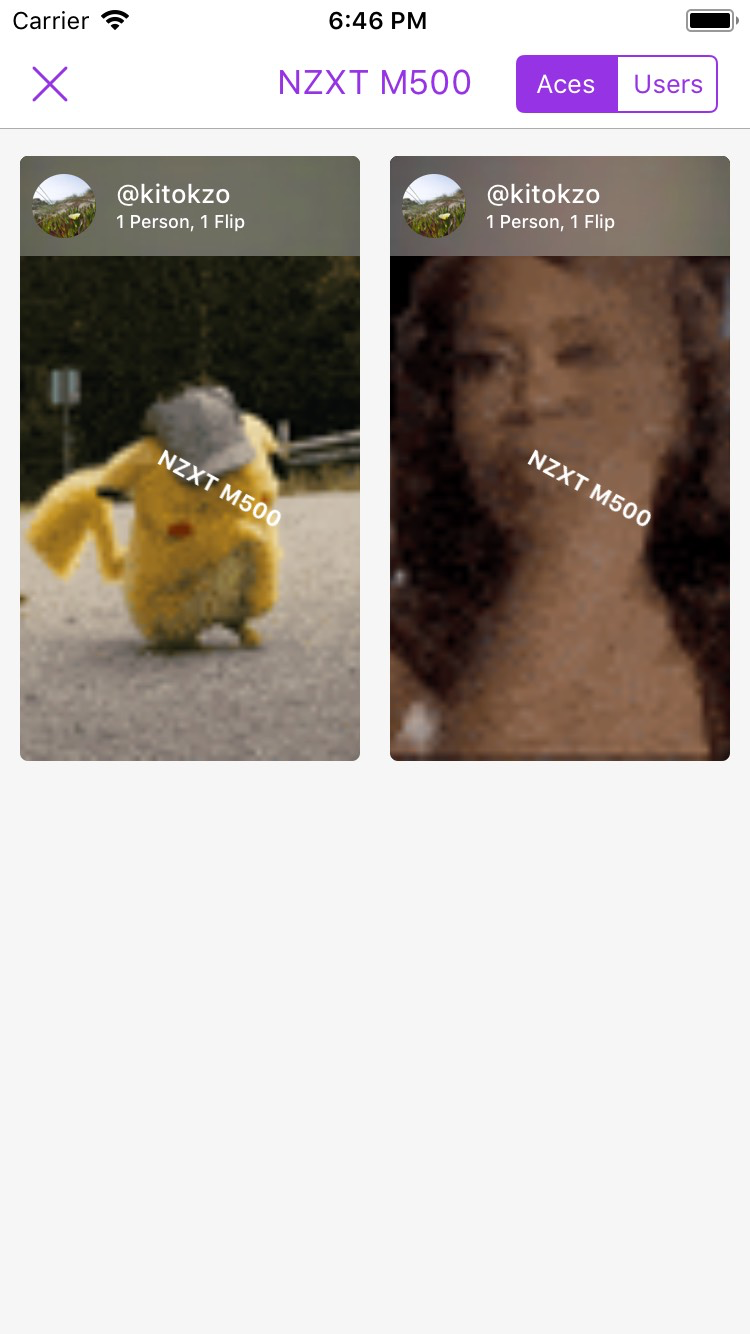 Carrier 6:46 PM
NZXT M500 Aces Users
@kitokzo
1 Person, 1 Flip
NZXT M500
@kitokzo
1 Person, 1 Flip
NZXT M500